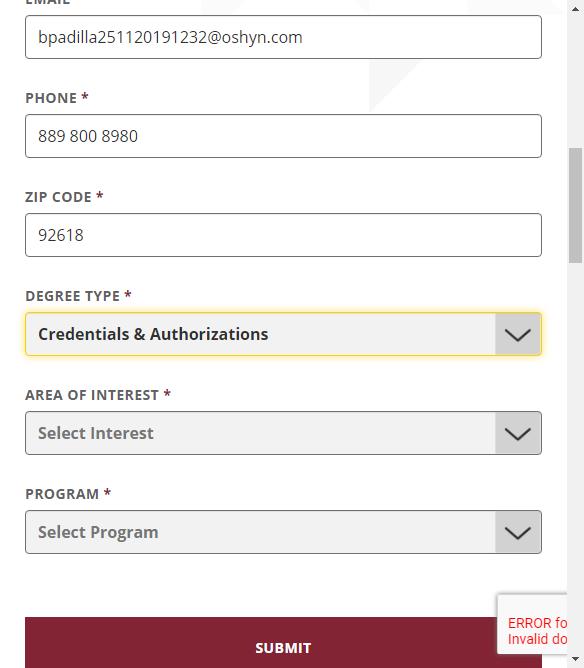 EMAIL
bpadilla251120191232@oshyn.com
PHONE *
889 800 8980
ZIP CODE *
92618
DEGREE TYPE *
Credentials & Authorizations
AREA OF INTEREST *
Select Interest
PROGRAM *
Select Program
ERROR fo
Invalid do
SUBMIT